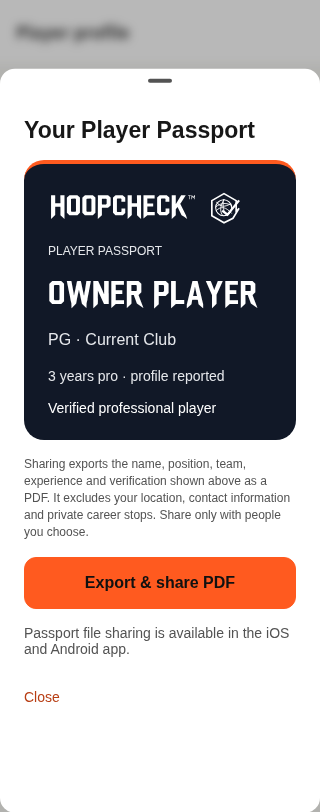 Player profile
Your Player Passport
HOOPCHECK™
PLAYER PASSPORT
OWNER PLAYER
PG · Current Club
3 years pro · profile reported
Verified professional player
Sharing exports the name, position, team,
experience and verification shown above as a
PDF. It excludes your location, contact information
and private career stops. Share only with people
you choose.
Export & share PDF
Passport file sharing is available in the iOS
and Android app.
Close